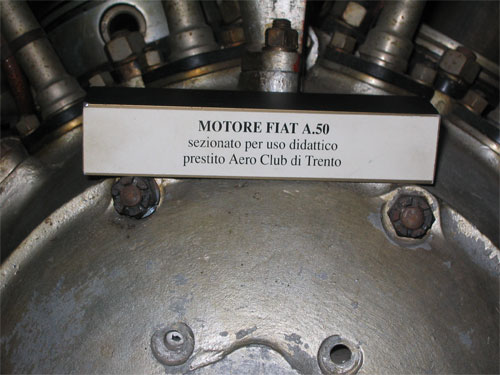 MOTORE FIAT A.50
sezionato per uso didattico
prestito Aero Club di Trento